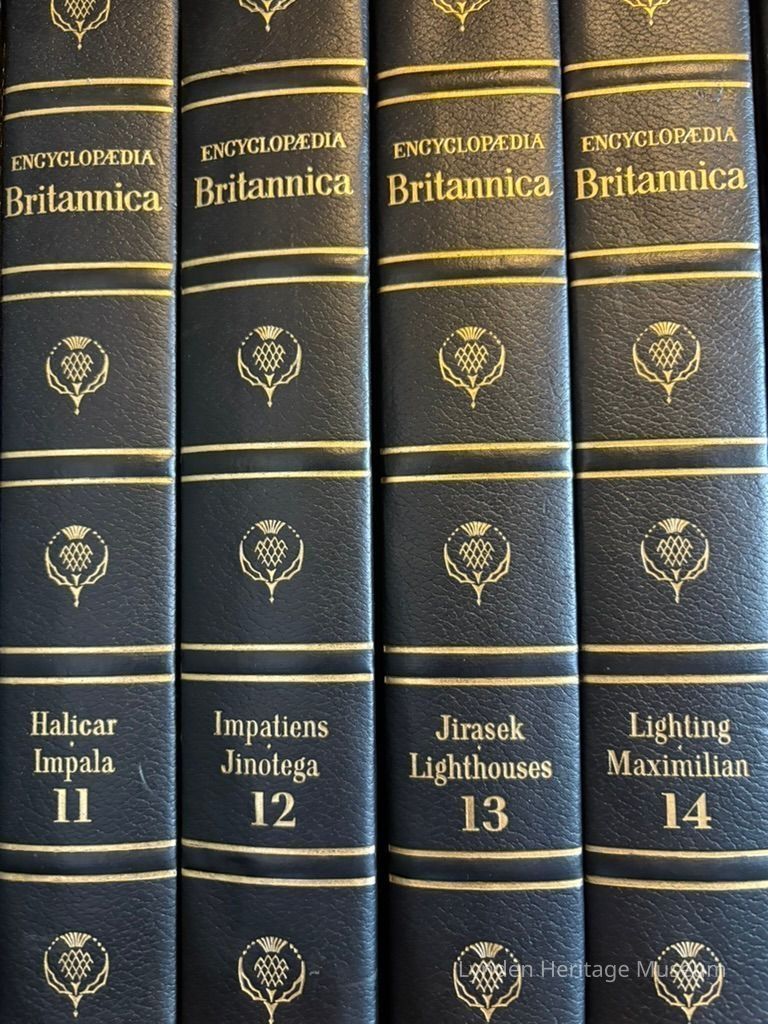 ENCYCLOPÆDIA
Britannica
Halicar
Impala
11
ENCYCLOPÆDIA
Britannica
Impatiens
Jinotega
12
ENCYCLOPÆDIA
Britannica
Jirasek
Lighthouses
13
ENCYCLOPÆDIA
Britannica
Lighting
Maximilian
14
Lynden Heritage Museum